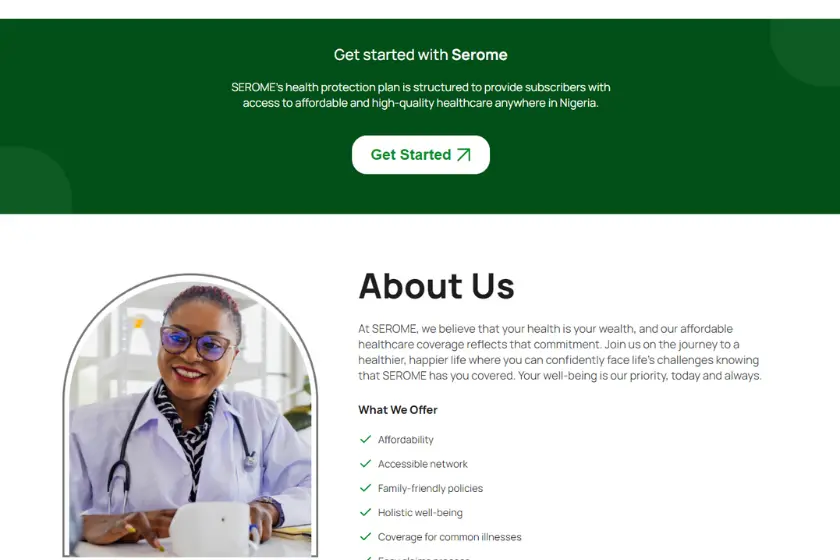 Get started with Serome
SEROME's health protection plan is structured to provide subscribers with
access to affordable and high-quality healthcare anywhere in Nigeria.
Get Started
About Us
At SEROME, we believe that your health is your wealth, and our affordable
healthcare coverage reflects that commitment. Join us on the journey to a
healthier, happier life where you can confidently face life's challenges knowing
that SEROME has you covered. Your well-being is our priority, today and always.
What We Offer
Affordability
Accessible network
Family-friendly policies
Holistic well-being
Coverage for common illnesses